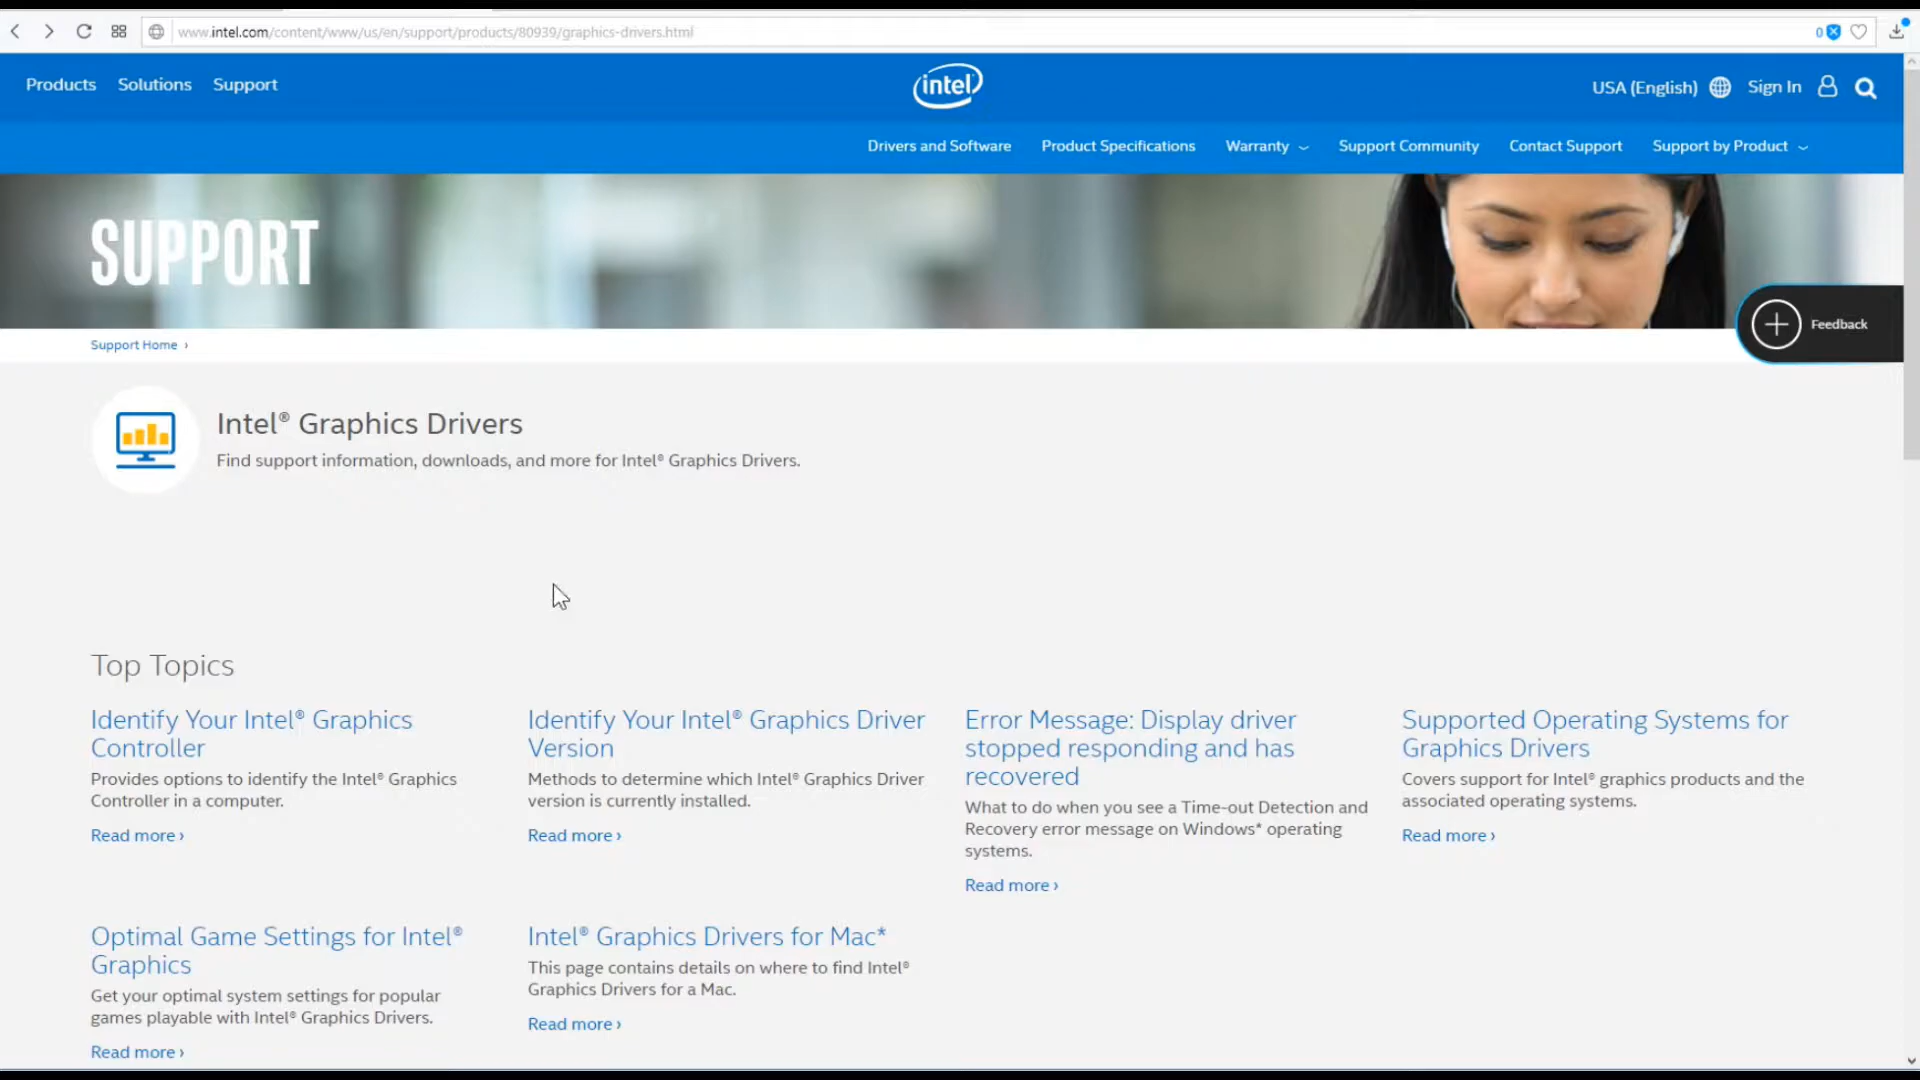 www.intel.com/content/www/us/en/support/products/80939/graphics-drivers.html
0
Products Solutions Support
intel
USA (English) Sign In
Drivers and Software Product Specifications Warranty Support Community Contact Support Support by Product
SUPPORT
Feedback
Support Home ›
Intel® Graphics Drivers
Find support information, downloads, and more for Intel® Graphics Drivers.
Top Topics
Identify Your Intel® Graphics
Controller
Provides options to identify the Intel® Graphics
Controller in a computer.
Read more ›
Identify Your Intel® Graphics Driver
Version
Methods to determine which Intel® Graphics Driver
version is currently installed.
Read more ›
Error Message: Display driver
stopped responding and has
recovered
What to do when you see a Time-out Detection and
Recovery error message on Windows* operating
systems.
Read more ›
Supported Operating Systems for
Graphics Drivers
Covers support for Intel® graphics products and the
associated operating systems.
Read more ›
Optimal Game Settings for Intel®
Graphics
Get your optimal system settings for popular
games playable with Intel® Graphics Drivers.
Read more ›
Intel® Graphics Drivers for Mac*
This page contains details on where to find Intel®
Graphics Drivers for a Mac.
Read more ›